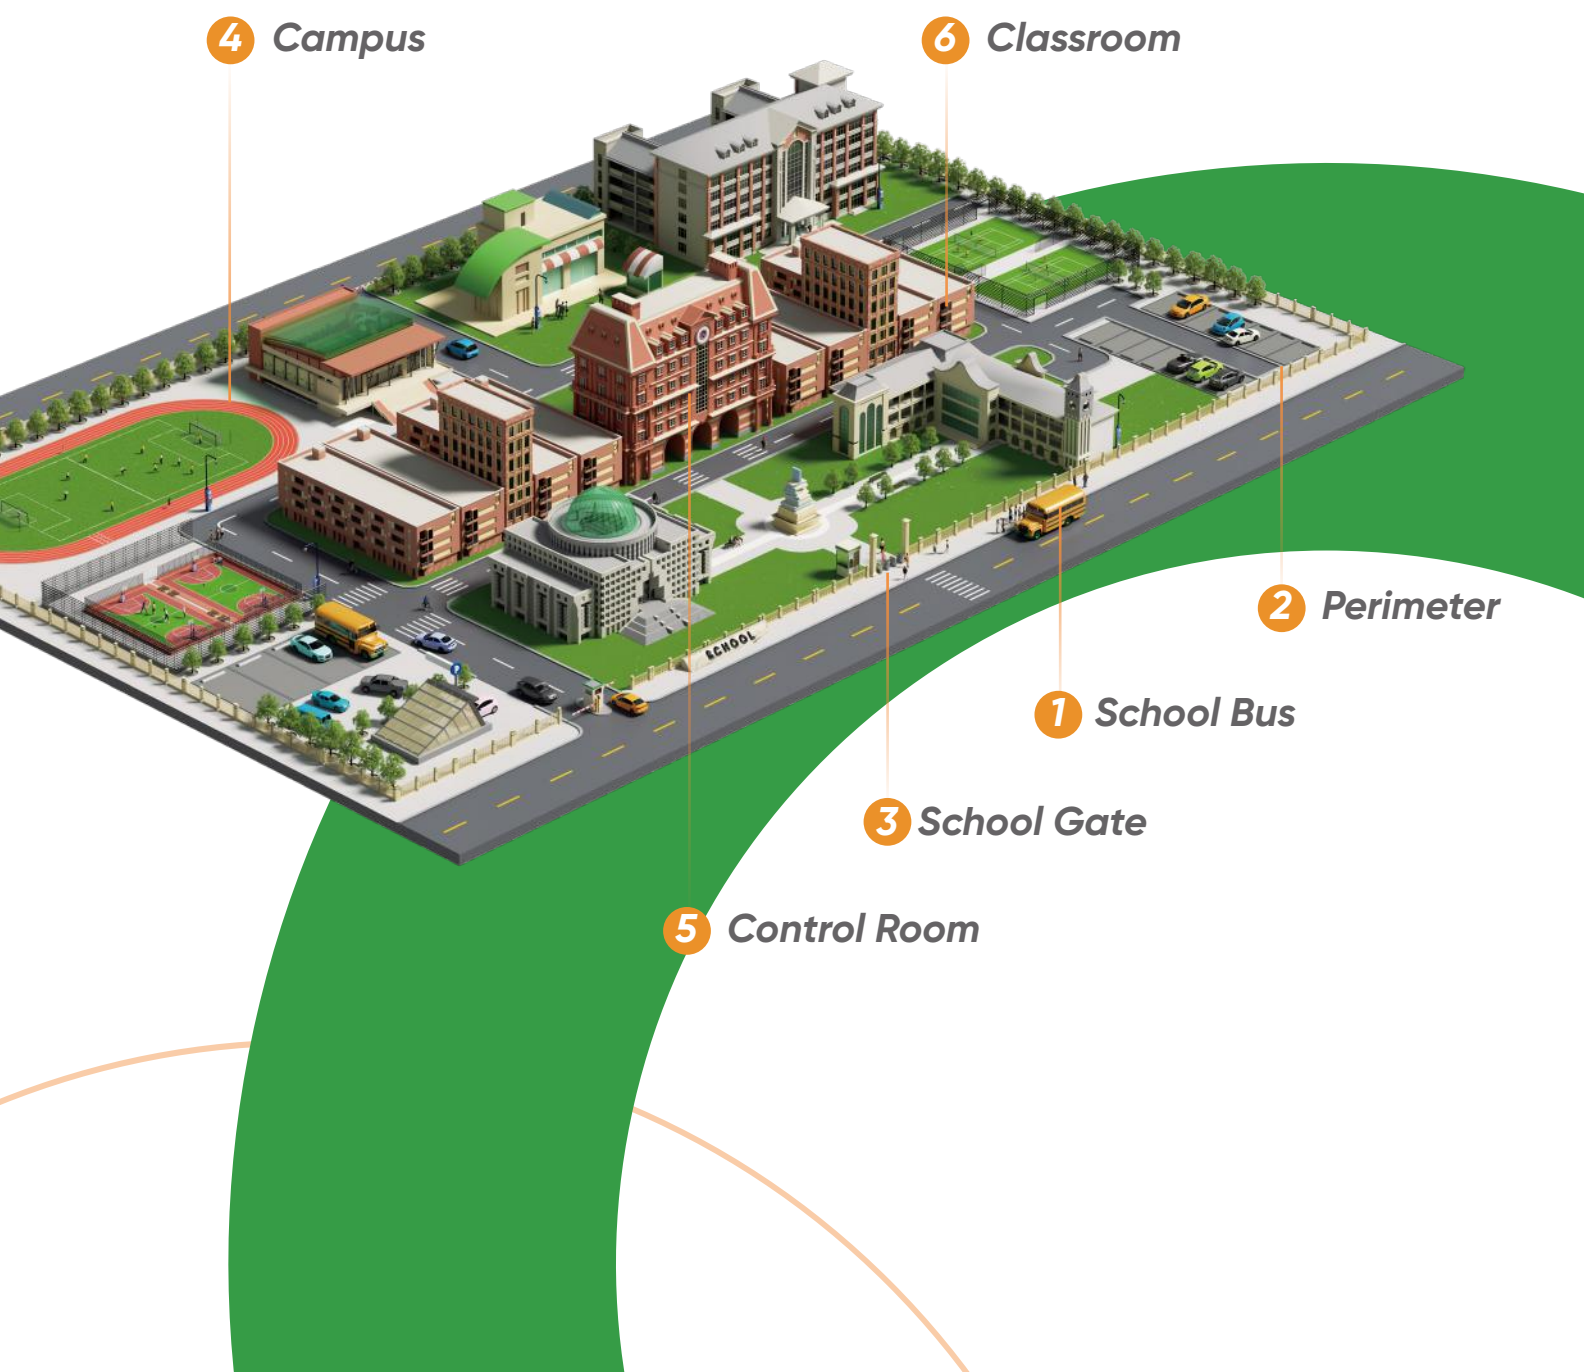 4 Campus
6 Classroom
SCHOOL
2 Perimeter
1 School Bus
3 School Gate
5 Control Room